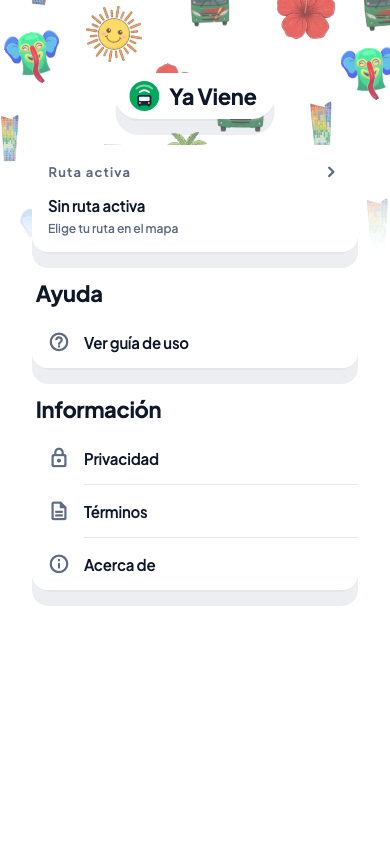 Ya Viene
Ruta activa
Sin ruta activa
Elige tu ruta en el mapa
Ayuda
Ver guía de uso
Información
Privacidad
Términos
Acerca de